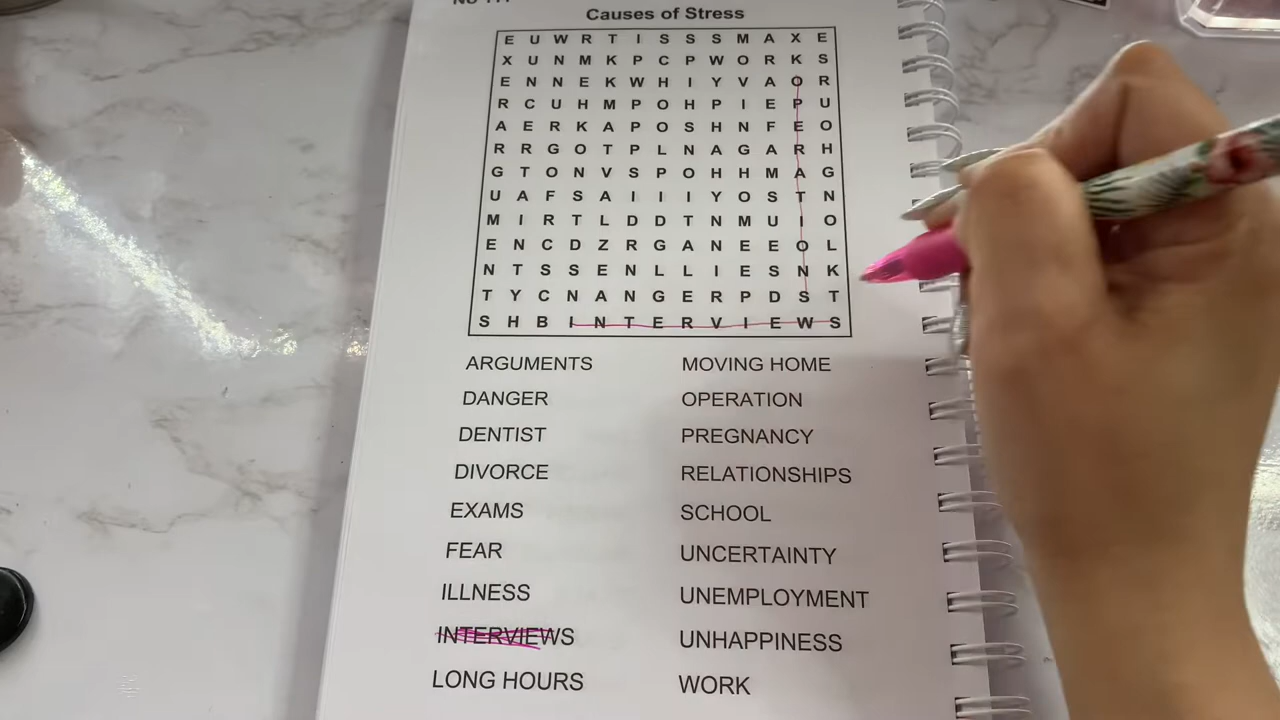 Causes of Stress
E U W R T I S S S M A X E
X U N M K P C P W O R K S
E N N E K W H I Y V A O R
R C U H M P O H P I E P U
A E R K A P O S H N F E O
R R G O T P L N A G A R H
G T O N V S P O H H M A G
U A F S A I I I Y O S T N
M I R T L D D T N M U I O
E N C D Z R G A N E E O L
N T S S E N L L I E S N K
T Y C N A N G E R P D S T
S H B I N T E R V I E W S
ARGUMENTS MOVING HOME
DANGER OPERATION
DENTIST PREGNANCY
DIVORCE RELATIONSHIPS
EXAMS SCHOOL
FEAR UNCERTAINTY
ILLNESS UNEMPLOYMENT
INTERVIEWS UNHAPPINESS
LONG HOURS WORK